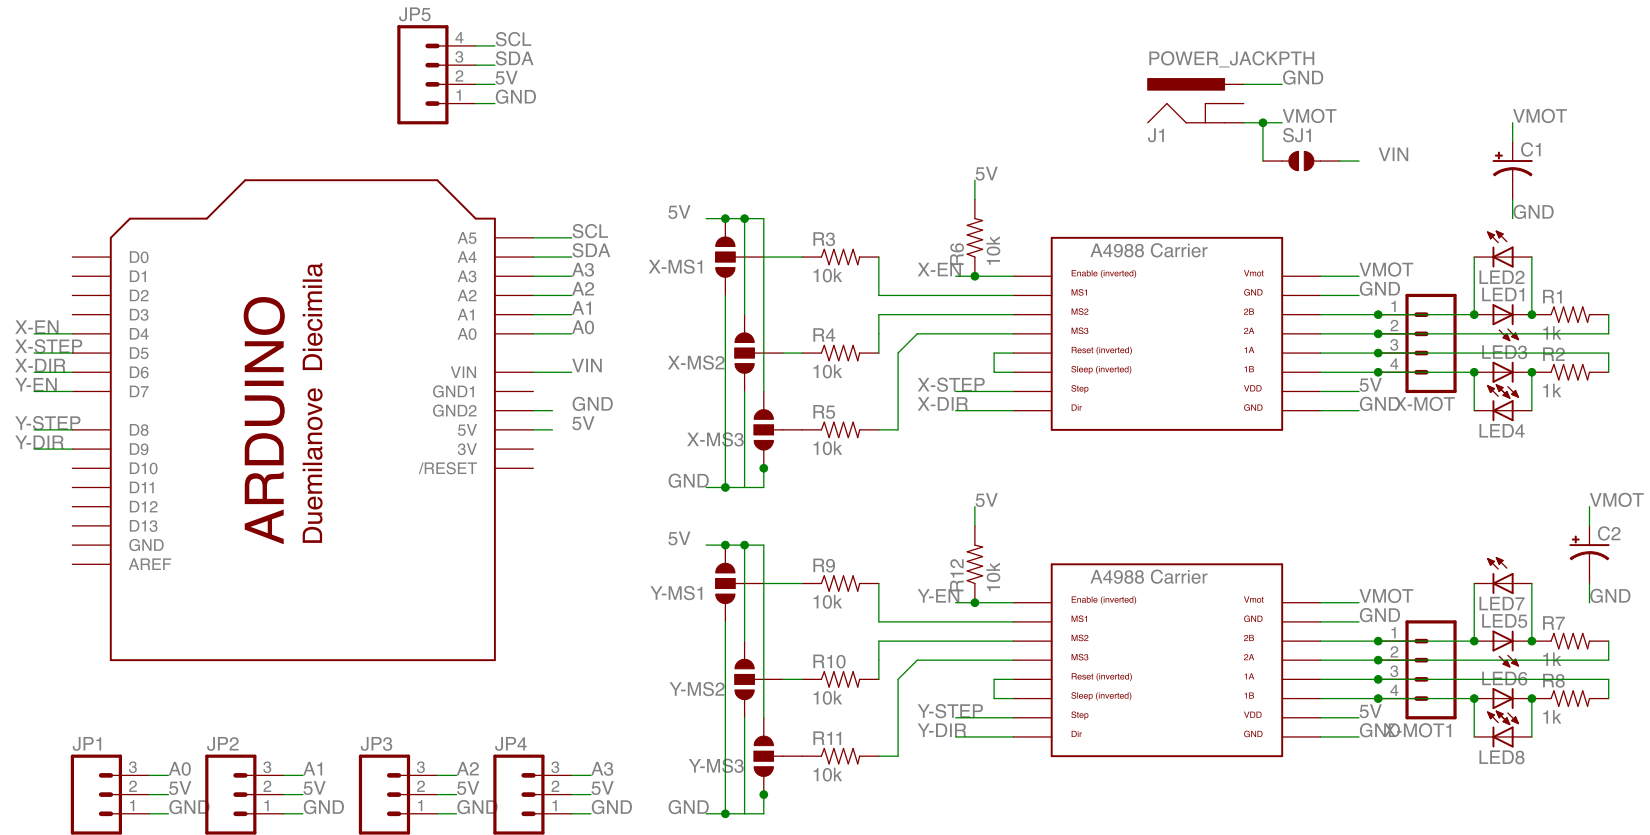 JP5
4 SCL
3 SDA
2 5V
1 GND
POWER_JACKPTH
GND
VMOT
J1
SJ1
VIN
VMOT
C1
GND
ARDUINO
Duemilanove Diecimila
D0
D1
D2
D3
X-EN D4
X-STEP D5
X-DIR D6
Y-EN D7
Y-STEP D8
Y-DIR D9
D10
D11
D12
D13
GND
AREF
A5 SCL
A4 SDA
A3 A3
A2 A2
A1 A1
A0 A0
VIN VIN
GND1
GND2 GND
5V 5V
3V
/RESET
5V
X-MS1
X-MS2
X-MS3
GND
R3
10k
R4
10k
R5
10k
5V
R6
10k
X-EN
X-STEP
X-DIR
A4988 Carrier
Enable (inverted)
MS1
MS2
MS3
Reset (inverted)
Sleep (inverted)
Step
Dir
Vmot
GND
2B
2A
1A
1B
VDD
GND
VMOT
GND
1
2
3
4
5V
GND
X-MOT
LED2
LED1
R1
1k
LED3
R2
1k
LED4
5V
Y-MS1
Y-MS2
Y-MS3
GND
R9
10k
R10
10k
R11
10k
5V
R12
10k
Y-EN
Y-STEP
Y-DIR
A4988 Carrier
Enable (inverted)
MS1
MS2
MS3
Reset (inverted)
Sleep (inverted)
Step
Dir
Vmot
GND
2B
2A
1A
1B
VDD
GND
VMOT
GND
1
2
3
4
5V
GND
X-MOT1
VMOT
C2
GND
LED7
LED5
R7
1k
LED6
R8
1k
LED8
JP1
3 A0
2 5V
1 GND
JP2
3 A1
2 5V
1 GND
JP3
3 A2
2 5V
1 GND
JP4
3 A3
2 5V
1 GND